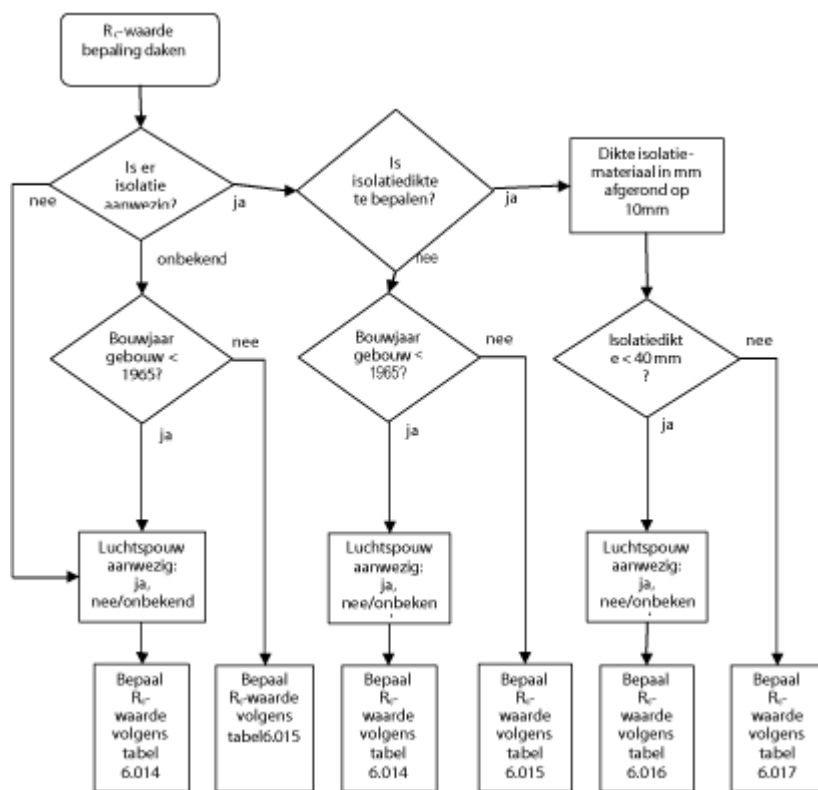 Rc-waarde
bepaling daken
Is er
isolatie
aanwezig?
nee
ja
onbekend
Is
isolatiedikte
te bepalen?
ja
nee
Dikte isolatie-
materiaal in mm
afgerond op
10mm
Bouwjaar
gebouw <
1965?
nee
ja
Bouwjaar
gebouw <
1965?
nee
ja
Isolatiedikt
e < 40 mm
?
nee
ja
Luchtspouw
aanwezig:
ja,
nee/onbekend
Luchtspouw
aanwezig:
ja,
nee/onbeken
Luchtspouw
aanwezig:
ja,
nee/onbeken
Bepaal
Rc-
waarde
volgens
tabel
6.014
Bepaal
Rc-waarde
volgens
tabel6.015
Bepaal
Rc-
waarde
volgens
tabel
6.014
Bepaal
Rc-
waarde
volgens
tabel
6.015
Bepaal
Rc-
waarde
volgens
tabel
6.016
Bepaal
Rc-
waarde
volgens
tabel
6.017